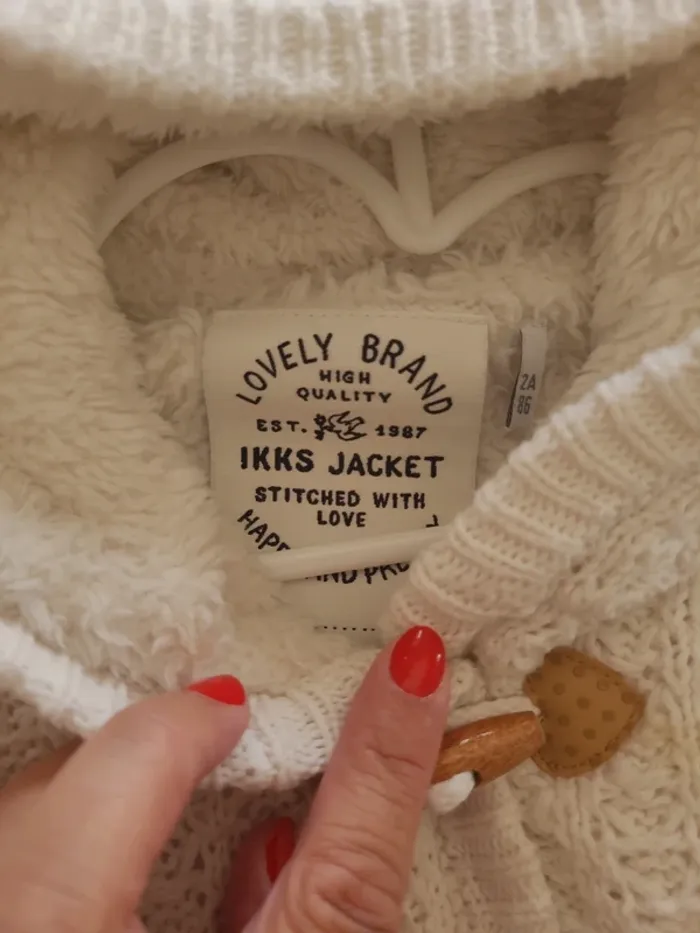 LOVELY BRAND
HIGH
QUALITY
EST. 1987
IKKS JACKET
STITCHED WITH
LOVE
2A
86